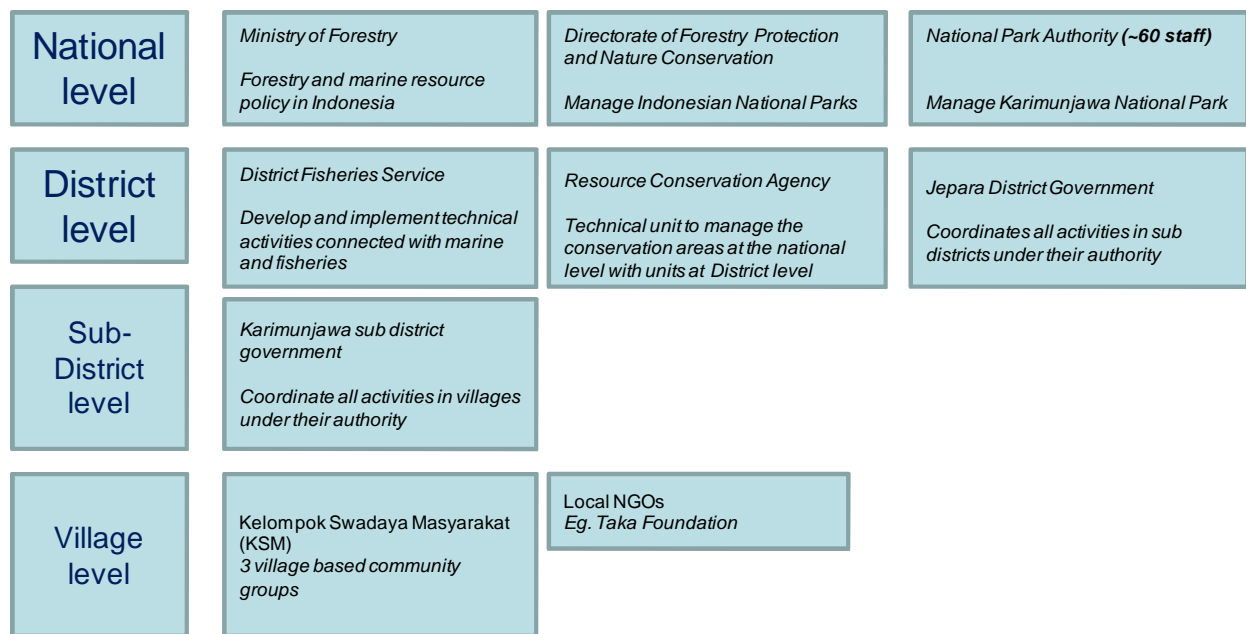 National
level
Ministry of Forestry
Forestry and marine resource
policy in Indonesia
Directorate of Forestry Protection
and Nature Conservation
Manage Indonesian National Parks
National Park Authority (~60 staff)
Manage Karimunjawa National Park
District
level
District Fisheries Service
Develop and implement technical
activities connected with marine
and fisheries
Resource Conservation Agency
Technical unit to manage the
conservation areas at the national
level with units at District level
Jepara District Government
Coordinates all activities in sub
districts under their authority
Sub-
District
level
Karimunjawa sub district
government
Coordinate all activities in villages
under their authority
Village
level
Kelompok Swadaya Masyarakat
(KSM)
3 village based community
groups
Local NGOs
Eg. Taka Foundation